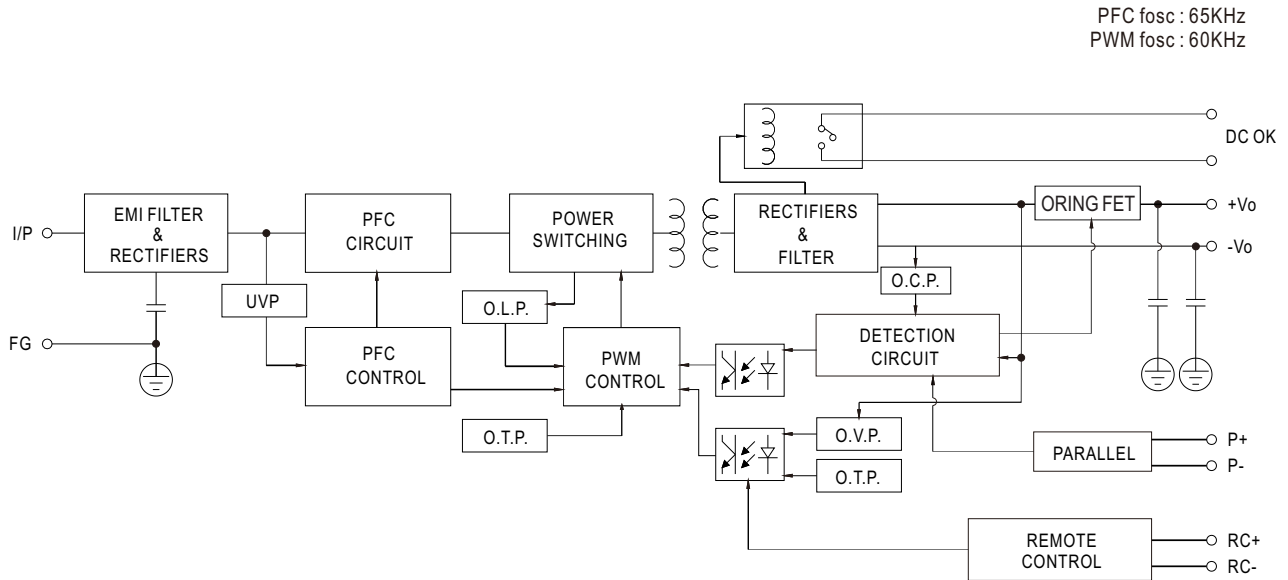 PFC fosc : 65KHz
PWM fosc : 60KHz
DC OK
I/P
EMI FILTER
&
RECTIFIERS
PFC
CIRCUIT
POWER
SWITCHING
RECTIFIERS
&
FILTER
ORING FET
+Vo
-Vo
UVP
O.L.P.
O.C.P.
FG
PFC
CONTROL
PWM
CONTROL
DETECTION
CIRCUIT
O.T.P.
O.V.P.
O.T.P.
PARALLEL
P+
P-
REMOTE
CONTROL
RC+
RC-